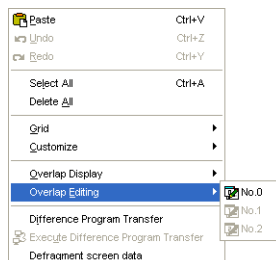 Paste Ctrl+V
Undo Ctrl+Z
Redo Ctrl+Y
Select All Ctrl+A
Delete All
Grid
Customize
Overlap Display
Overlap Editing No.0
No.1
Difference Program Transfer No.2
Execute Difference Program Transfer
Defragment screen data